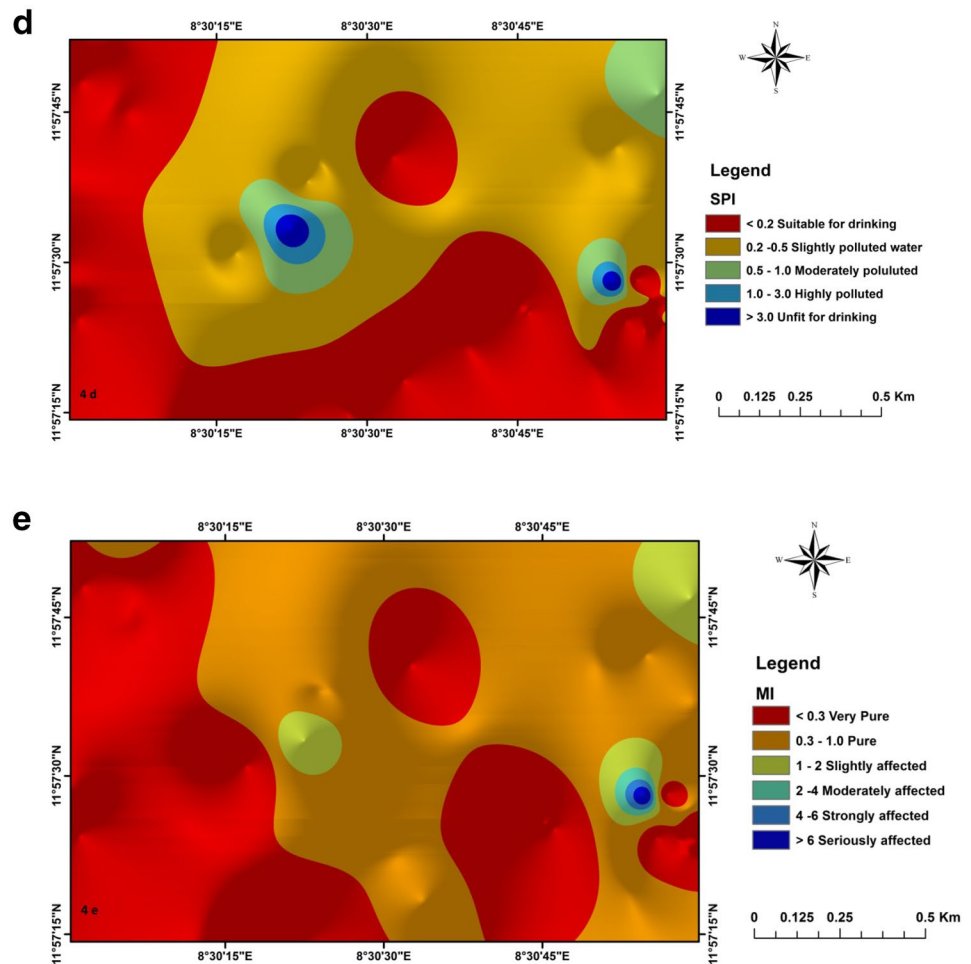 d
8°30'15"E 8°30'30"E 8°30'45"E
N
W E
S
11°57'45"N 11°57'45"N
11°57'30"N 11°57'30"N
11°57'15"N 11°57'15"N
Legend
SPI
< 0.2 Suitable for drinking
0.2 -0.5 Slightly polluted water
0.5 - 1.0 Moderately poluluted
1.0 - 3.0 Highly polluted
> 3.0 Unfit for drinking
4 d
0 0.125 0.25 0.5 Km
8°30'15"E 8°30'30"E 8°30'45"E
e
8°30'15"E 8°30'30"E 8°30'45"E
N
W E
S
11°57'45"N 11°57'45"N
11°57'30"N 11°57'30"N
11°57'15"N 11°57'15"N
Legend
MI
< 0.3 Very Pure
0.3 - 1.0 Pure
1 - 2 Slightly affected
2 -4 Moderately affected
4 -6 Strongly affected
> 6 Seriously affected
4 e
0 0.125 0.25 0.5 Km
8°30'15"E 8°30'30"E 8°30'45"E